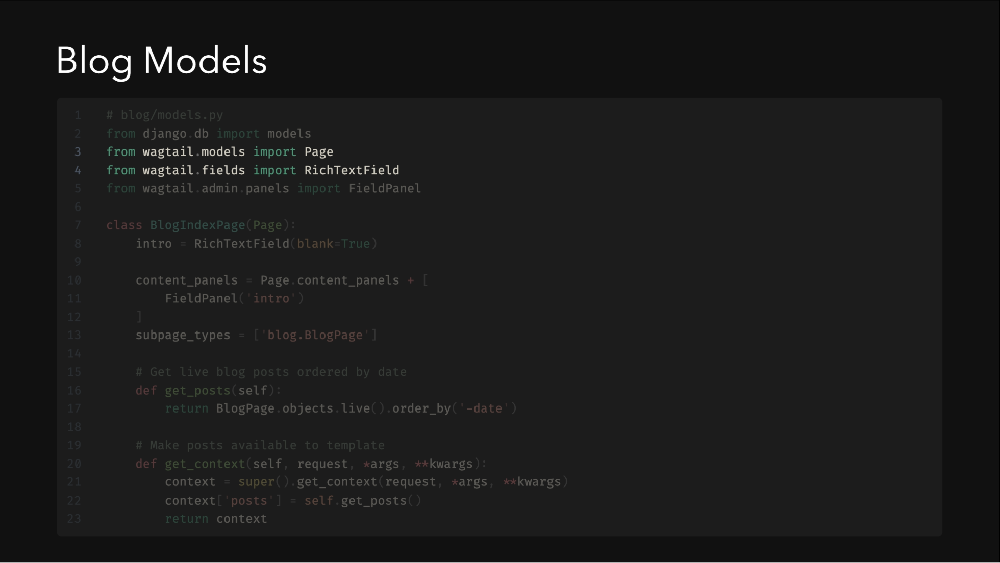 Blog Models
1 # blog/models.py
2 from django.db import models
3 from wagtail.models import Page
4 from wagtail.fields import RichTextField
5 from wagtail.admin.panels import FieldPanel
6
7 class BlogIndexPage(Page):
8     intro = RichTextField(blank=True)
9
10     content_panels = Page.content_panels + [
11         FieldPanel('intro')
12     ]
13     subpage_types = ['blog.BlogPage']
14
15     # Get live blog posts ordered by date
16     def get_posts(self):
17         return BlogPage.objects.live().order_by('-date')
18
19     # Make posts available to template
20     def get_context(self, request, *args, **kwargs):
21         context = super().get_context(request, *args, **kwargs)
22         context['posts'] = self.get_posts()
23         return context